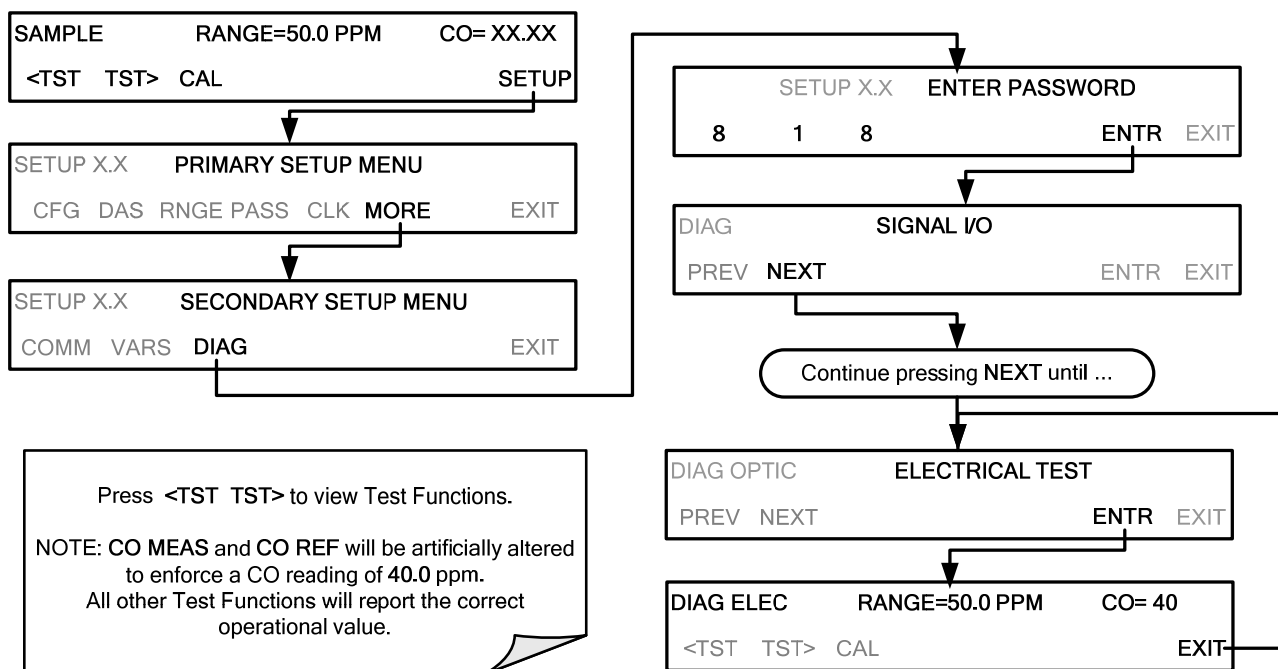 SAMPLE RANGE=50.0 PPM CO= XX.XX
<TST TST> CAL SETUP
SETUP X.X PRIMARY SETUP MENU
CFG DAS RNGE PASS CLK MORE EXIT
SETUP X.X SECONDARY SETUP MENU
COMM VARS DIAG EXIT
SETUP X.X ENTER PASSWORD
8 1 8 ENTR EXIT
DIAG SIGNAL I/O
PREV NEXT ENTR EXIT
Continue pressing NEXT until ...
DIAG OPTIC ELECTRICAL TEST
PREV NEXT ENTR EXIT
DIAG ELEC RANGE=50.0 PPM CO= 40
<TST TST> CAL EXIT
Press <TST TST> to view Test Functions.
NOTE: CO MEAS and CO REF will be artificially altered
to enforce a CO reading of 40.0 ppm.
All other Test Functions will report the correct
operational value.